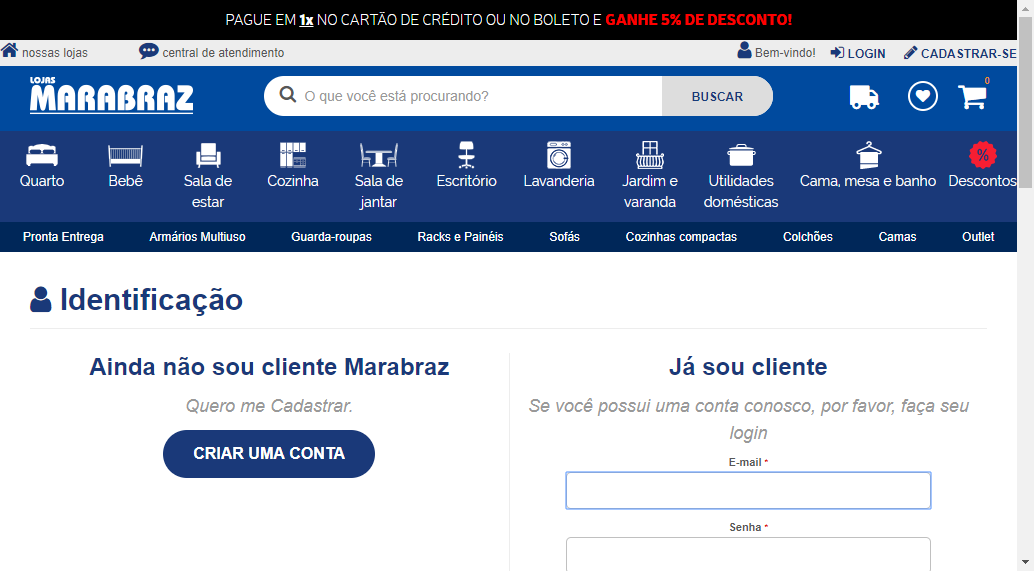 PAGUE EM 1x NO CARTÃO DE CRÉDITO OU NO BOLETO E GANHE 5% DE DESCONTO!
nossas lojas central de atendimento Bem-vindo! LOGIN CADASTRAR-SE
LOJAS
MARABRAZ
O que você está procurando? BUSCAR
0
%
Quarto Bebê Sala de estar Cozinha Sala de jantar Escritório Lavanderia Jardim e varanda Utilidades domésticas Cama, mesa e banho Descontos
Pronta Entrega Armários Multiuso Guarda-roupas Racks e Painéis Sofás Cozinhas compactas Colchões Camas Outlet
Identificação
Ainda não sou cliente Marabraz
Quero me Cadastrar.
CRIAR UMA CONTA
Já sou cliente
Se você possui uma conta conosco, por favor, faça seu
login
E-mail *
Senha *